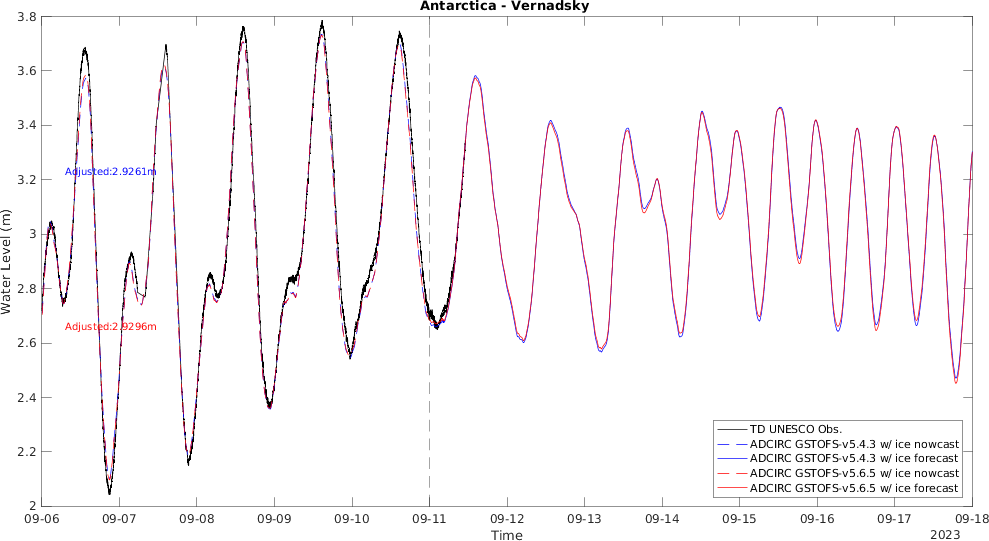 Antarctica - Vernadsky
3.8
3.6
3.4
3.2
3
2.8
2.6
2.4
2.2
2
Water Level (m)
Adjusted:2.9261m
Adjusted:2.9296m
TD UNESCO Obs.
ADCIRC GSTOFS-v5.4.3 w/ ice nowcast
ADCIRC GSTOFS-v5.4.3 w/ ice forecast
ADCIRC GSTOFS-v5.6.5 w/ ice nowcast
ADCIRC GSTOFS-v5.6.5 w/ ice forecast
09-06 09-07 09-08 09-09 09-10 09-11 09-12 09-13 09-14 09-15 09-16 09-17 09-18
Time
2023